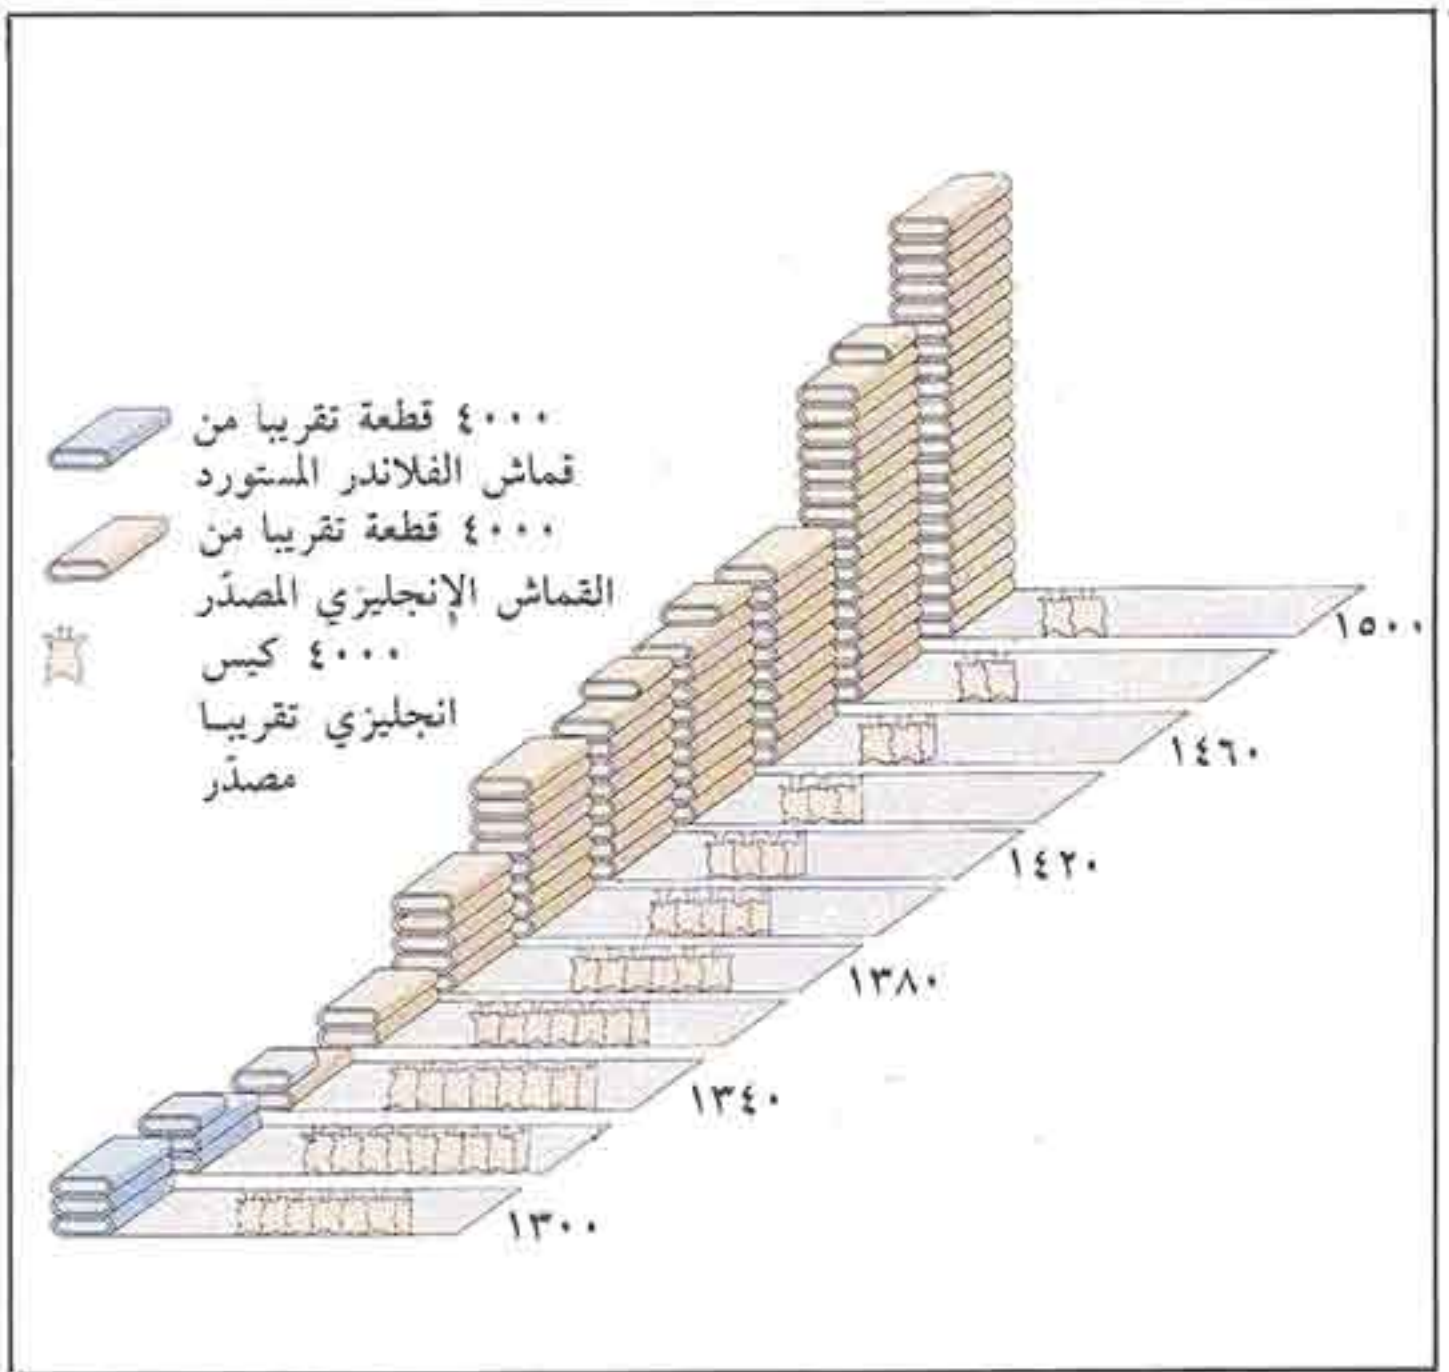 ٤٠٠٠ قطعة تقريبا من
قماش الفلاندر المستورد
٤٠٠٠ قطعة تقريبا من
القماش الإنجليزي المصدّر
٤٠٠٠ كيس
انجليزي تقريبا
مصدّر
١٥٠٠
١٤٦٠
١٤٢٠
١٣٨٠
١٣٤٠
١٣٠٠